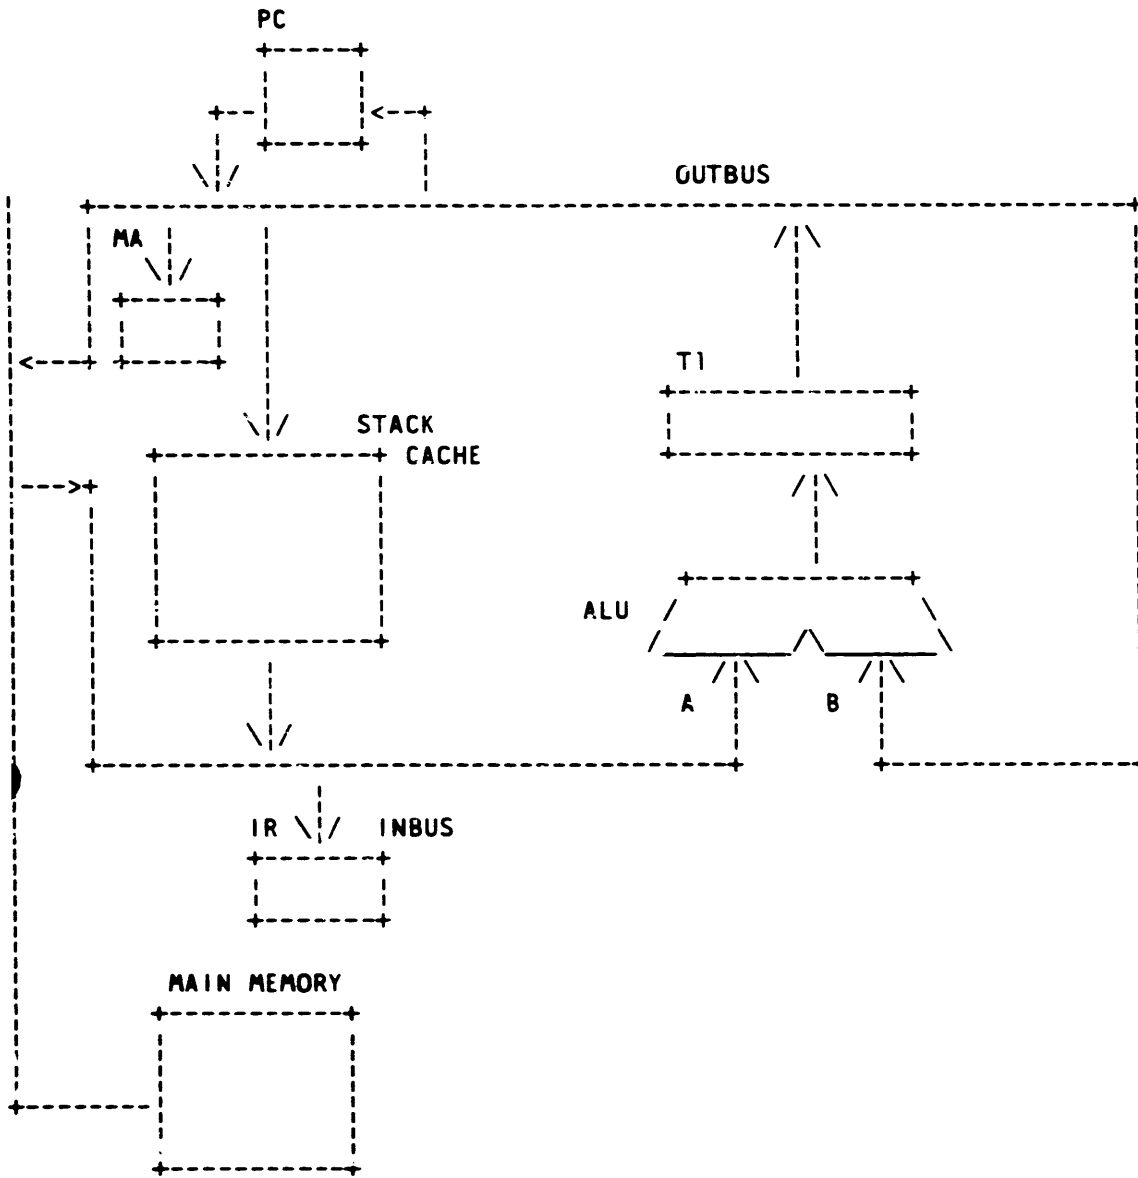 PC
OUTBUS
MA
T1
STACK
CACHE
ALU
A
B
IR
INBUS
MAIN MEMORY